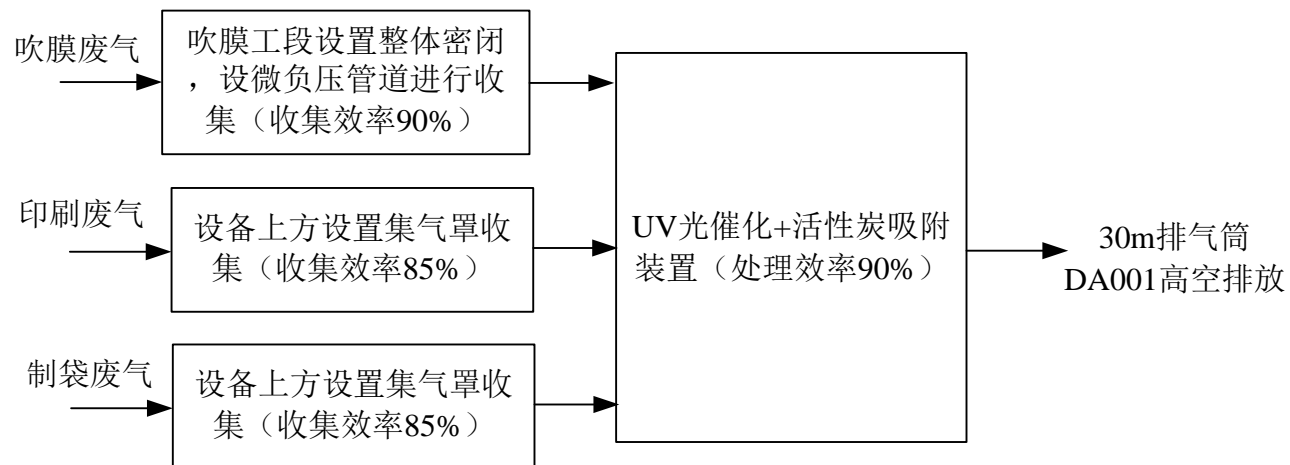 吹膜废气
吹膜工段设置整体密闭
，设微负压管道进行收
集（收集效率90%）
印刷废气
设备上方设置集气罩收
集（收集效率85%）
制袋废气
设备上方设置集气罩收
集（收集效率85%）
UV光催化+活性炭吸附
装置（处理效率90%）
30m排气筒
DA001高空排放